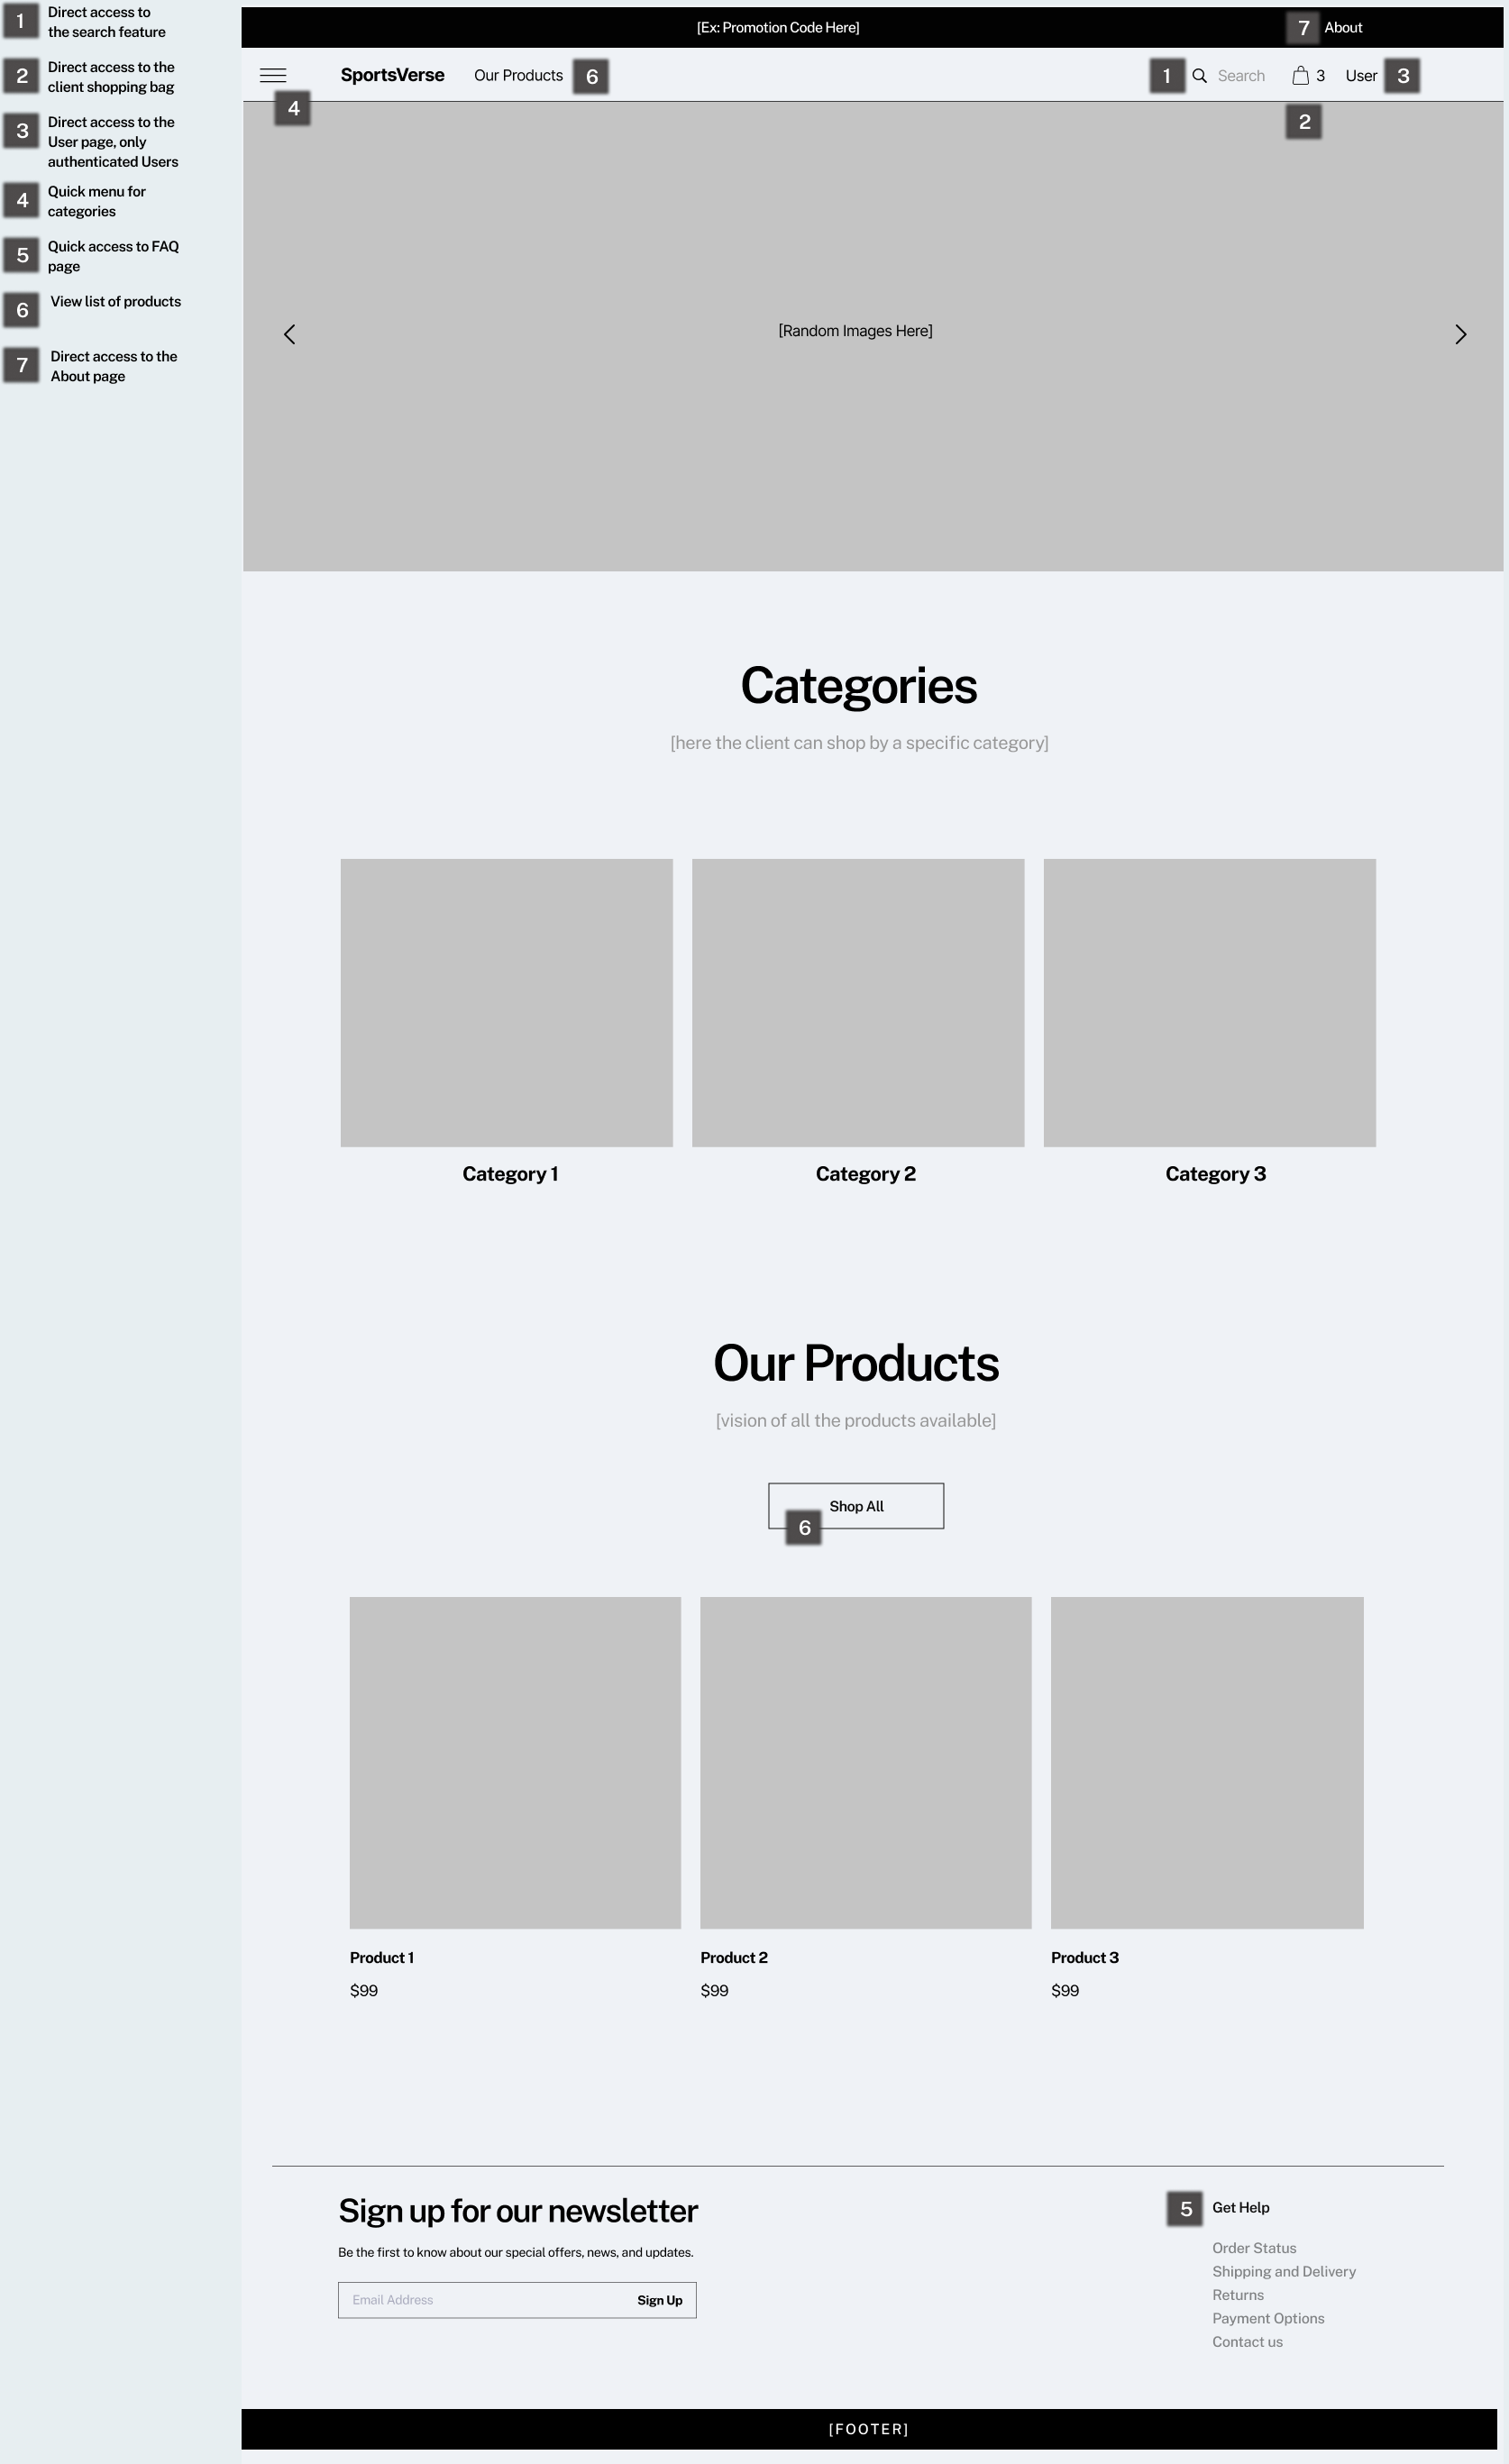 1
Direct access to
the search feature
2
Direct access to the
client shopping bag
3
Direct access to the
User page, only
authenticated Users
4
Quick menu for
categories
5
Quick access to FAQ
page
6
View list of products
7
Direct access to the
About page
[Ex: Promotion Code Here]
7 About
SportsVerse Our Products 6
1 Search 3 User 3
4
2
[Random Images Here]
Categories
[here the client can shop by a specific category]
Category 1
Category 2
Category 3
Our Products
[vision of all the products available]
Shop All
6
Product 1
$99
Product 2
$99
Product 3
$99
Sign up for our newsletter
Be the first to know about our special offers, news, and updates.
Email Address Sign Up
5 Get Help
Order Status
Shipping and Delivery
Returns
Payment Options
Contact us
[FOOTER]